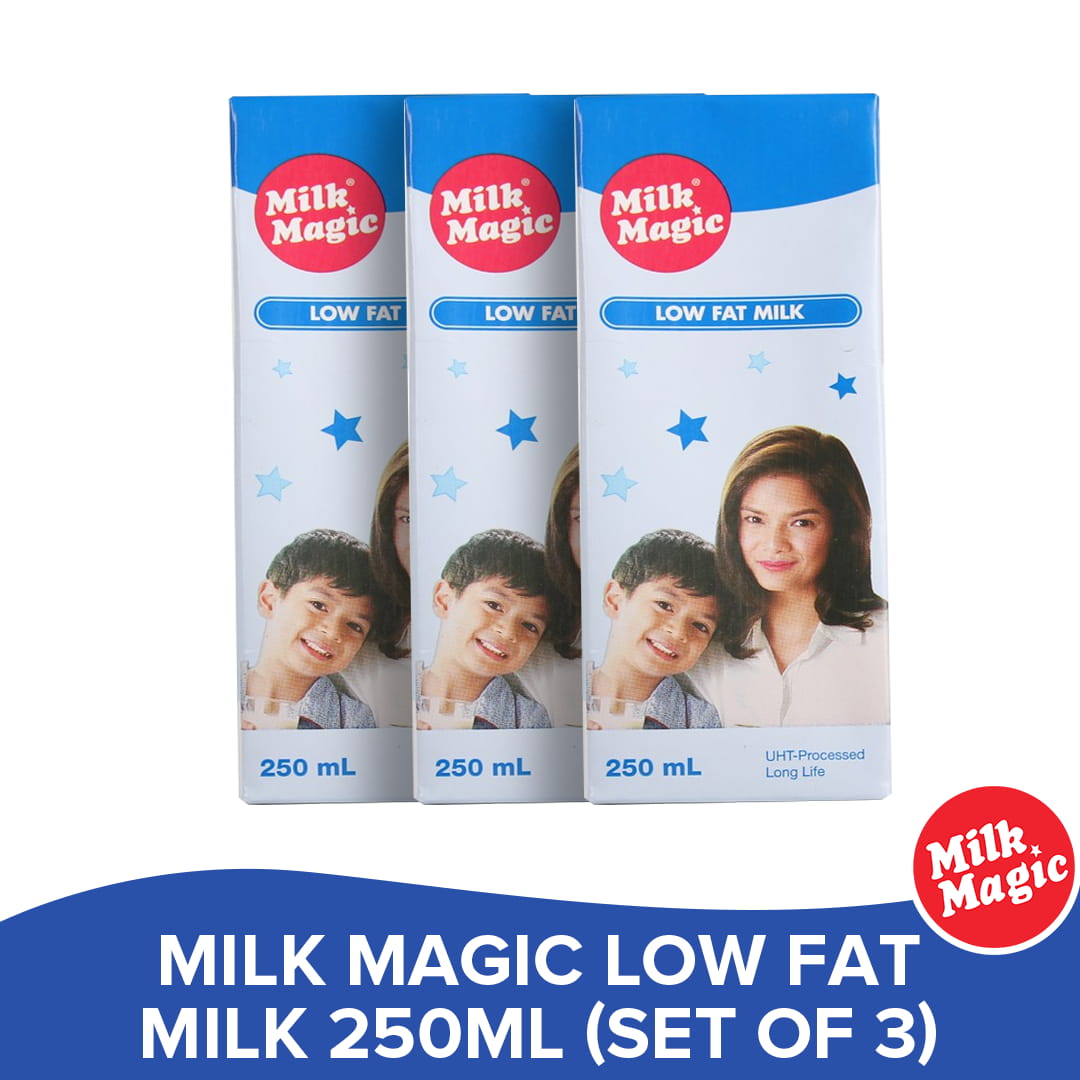 Milk®
Magic
LOW FAT
250 mL
Milk®
Magic
LOW FAT
250 mL
Milk®
Magic
LOW FAT MILK
250 mL
UHT-Processed
Long Life
Milk
Magic
MILK MAGIC LOW FAT
MILK 250ML (SET OF 3)